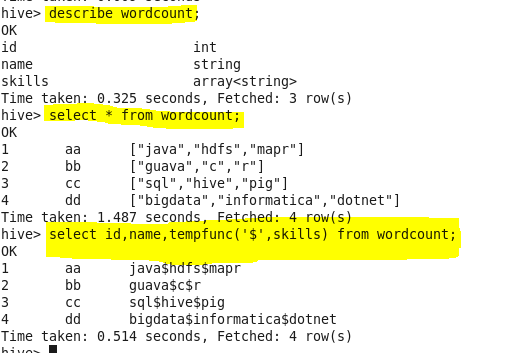 hive> describe wordcount;
OK
id int
name string
skills array<string>
Time taken: 0.325 seconds, Fetched: 3 row(s)
hive> select * from wordcount;
OK
1 aa ["java","hdfs","mapr"]
2 bb ["guava","c","r"]
3 cc ["sql","hive","pig"]
4 dd ["bigdata","informatica","dotnet"]
Time taken: 1.487 seconds, Fetched: 4 row(s)
hive> select id,name,tempfunc('$',skills) from wordcount;
OK
1 aa java$hdfs$mapr
2 bb guava$c$r
3 cc sql$hive$pig
4 dd bigdata$informatica$dotnet
Time taken: 0.514 seconds, Fetched: 4 row(s)
hive>